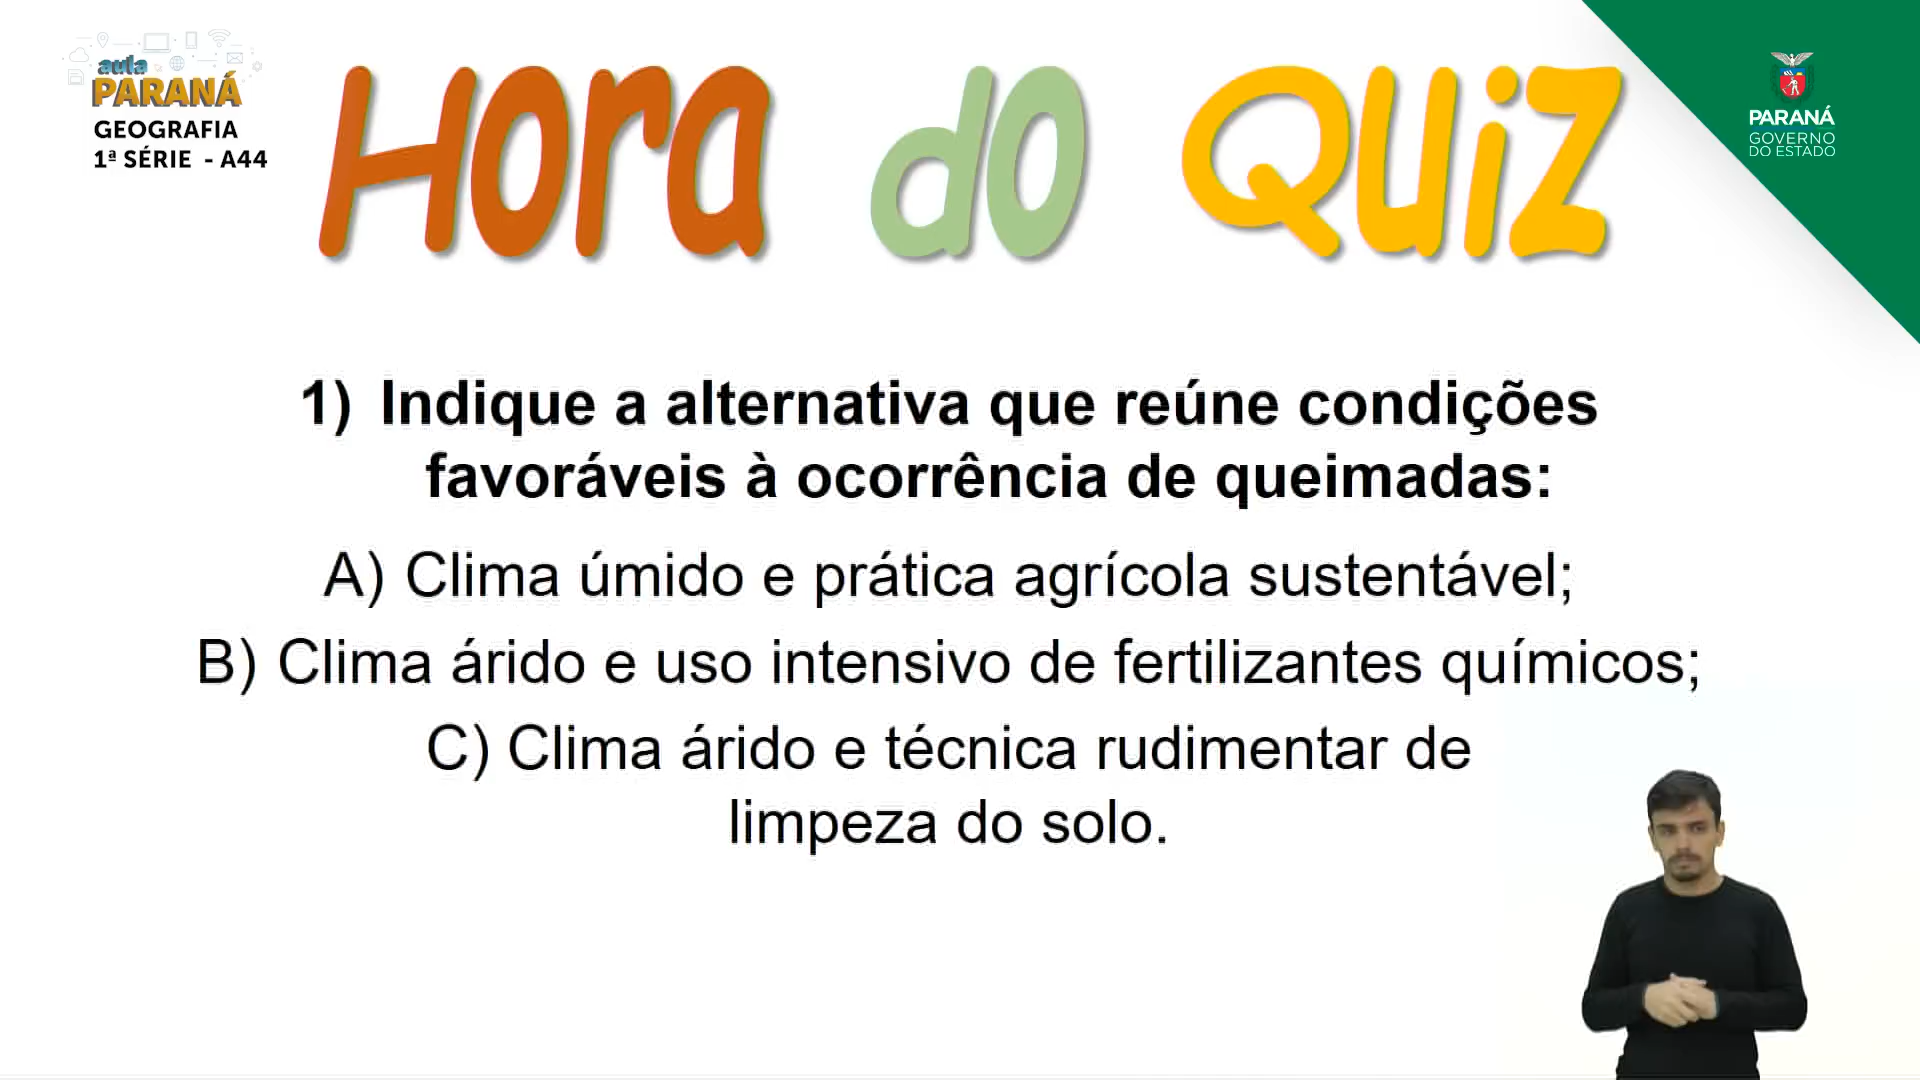 aula
PARANÁ
GEOGRAFIA
1ª SÉRIE - A44
Hora do Quiz
PARANÁ
GOVERNO
DO ESTADO
1) Indique a alternativa que reúne condições
favoráveis à ocorrência de queimadas:
A) Clima úmido e prática agrícola sustentável;
B) Clima árido e uso intensivo de fertilizantes químicos;
C) Clima árido e técnica rudimentar de
limpeza do solo.